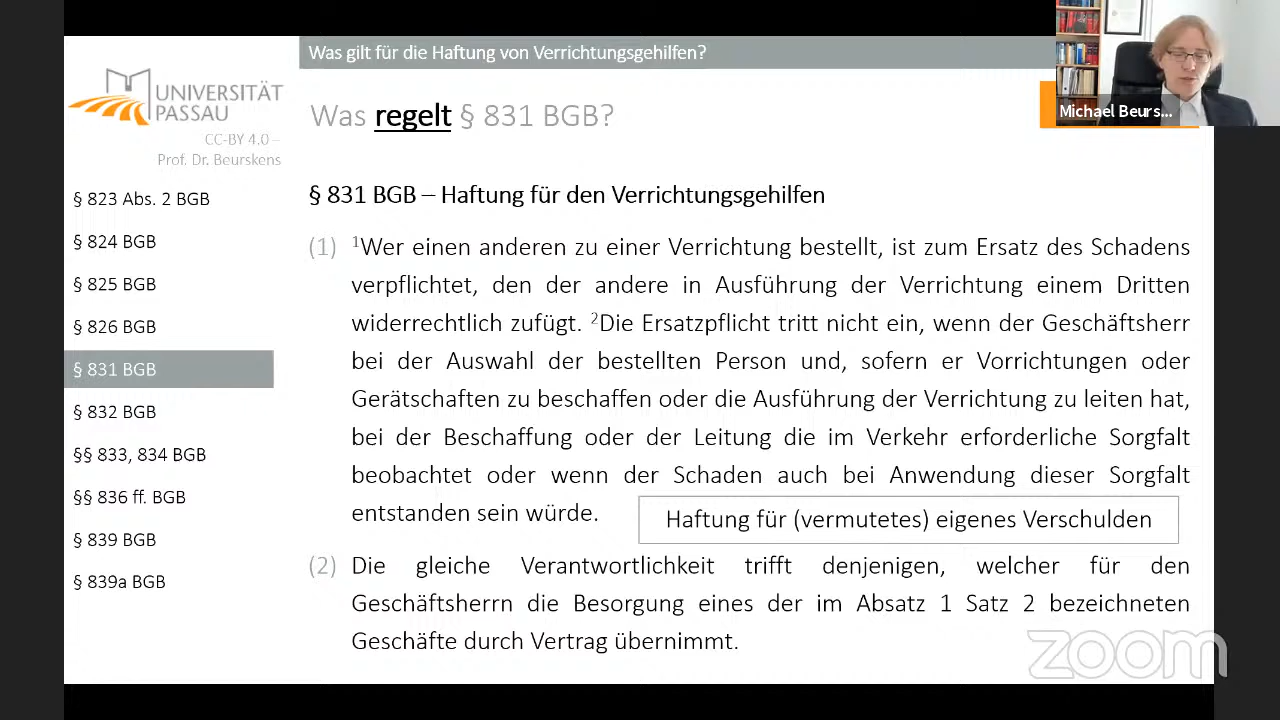 Was gilt für die Haftung von Verrichtungsgehilfen?
Michael Beurs...
UNIVERSITÄT
PASSAU
CC-BY 4.0 –
Prof. Dr. Beurskens
Was regelt § 831 BGB?
§ 823 Abs. 2 BGB
§ 824 BGB
§ 825 BGB
§ 826 BGB
§ 831 BGB
§ 832 BGB
§§ 833, 834 BGB
§§ 836 ff. BGB
§ 839 BGB
§ 839a BGB
§ 831 BGB – Haftung für den Verrichtungsgehilfen
(1) ¹Wer einen anderen zu einer Verrichtung bestellt, ist zum Ersatz des Schadens
verpflichtet, den der andere in Ausführung der Verrichtung einem Dritten
widerrechtlich zufügt. ²Die Ersatzpflicht tritt nicht ein, wenn der Geschäftsherr
bei der Auswahl der bestellten Person und, sofern er Vorrichtungen oder
Gerätschaften zu beschaffen oder die Ausführung der Verrichtung zu leiten hat,
bei der Beschaffung oder der Leitung die im Verkehr erforderliche Sorgfalt
beobachtet oder wenn der Schaden auch bei Anwendung dieser Sorgfalt
entstanden sein würde.
Haftung für (vermutetes) eigenes Verschulden
(2) Die gleiche Verantwortlichkeit trifft denjenigen, welcher für den
Geschäftsherrn die Besorgung eines der im Absatz 1 Satz 2 bezeichneten
Geschäfte durch Vertrag übernimmt.
zoom